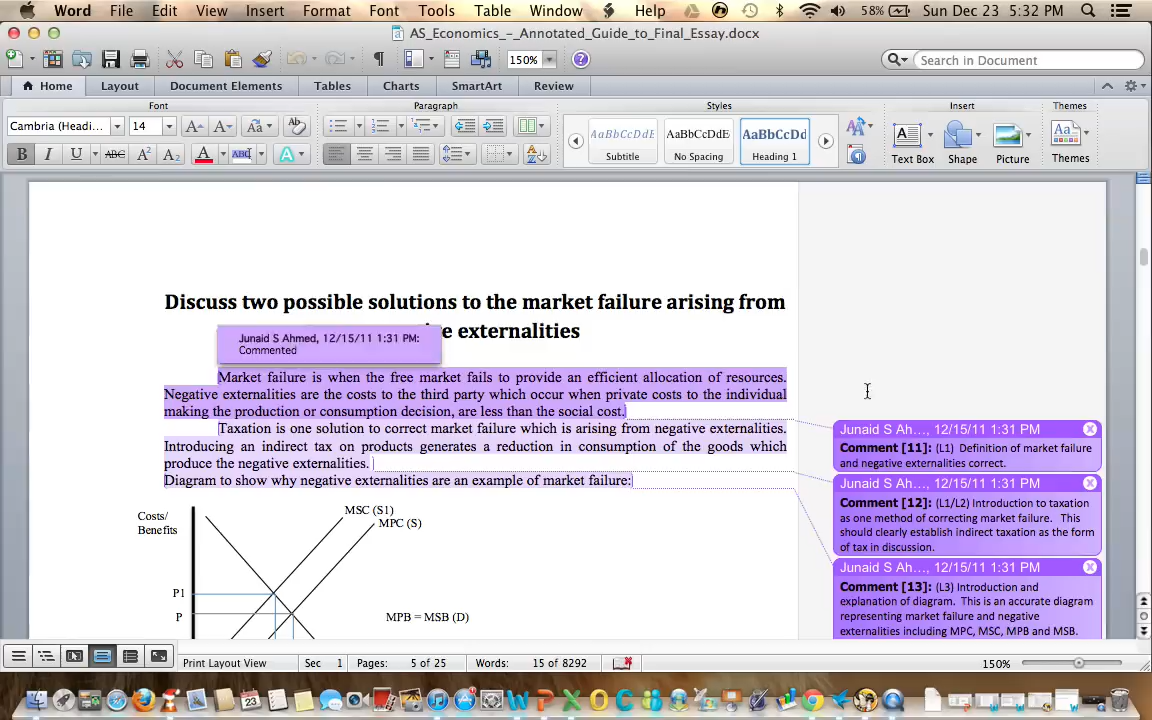 Word File Edit View Insert Format Font Tools Table Window Help 58% Sun Dec 23 5:32 PM
AS_Economics_-_Annotated_Guide_to_Final_Essay.docx
150% Search in Document
Home Layout Document Elements Tables Charts SmartArt Review
Font Paragraph Styles Insert Themes
Cambria (Headi... 14 Aa
AaBbCcDdE AaBbCcDdE AaBbCcDd
Subtitle No Spacing Heading 1
Text Box Shape Picture Themes
B I U ABC A² A₂ A ABC A
Discuss two possible solutions to the market failure arising from
ve externalities
Junaid S Ahmed, 12/15/11 1:31 PM:
Commented
Market failure is when the free market fails to provide an efficient allocation of resources.
Negative externalities are the costs to the third party which occur when private costs to the individual
making the production or consumption decision, are less than the social cost.
Taxation is one solution to correct market failure which is arising from negative externalities.
Introducing an indirect tax on products generates a reduction in consumption of the goods which
produce the negative externalities.
Diagram to show why negative externalities are an example of market failure:
Costs/
Benefits
MSC (S1)
MPC (S)
P1
P
MPB = MSB (D)
Junaid S Ah..., 12/15/11 1:31 PM
Comment [11]: (L1) Definition of market failure
and negative externalities correct.
Junaid S Ah..., 12/15/11 1:31 PM
Comment [12]: (L1/L2) Introduction to taxation
as one method of correcting market failure. This
should clearly establish indirect taxation as the form
of tax in discussion.
Junaid S Ah..., 12/15/11 1:31 PM
Comment [13]: (L3) Introduction and
explanation of diagram. This is an accurate diagram
representing market failure and negative
externalities including MPC, MSC, MPB and MSB.
Print Layout View Sec 1 Pages: 5 of 25 Words: 15 of 8292 150%